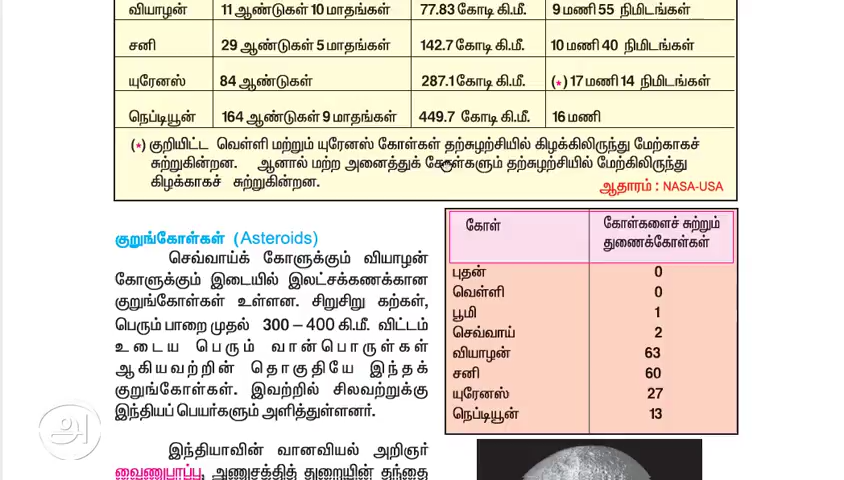 வியாழன் 11 ஆண்டுகள் 10 மாதங்கள் 77.83 கோடி கி.மீ. 9 மணி 55 நிமிடங்கள்
சனி 29 ஆண்டுகள் 5 மாதங்கள் 142.7 கோடி கி.மீ. 10 மணி 40 நிமிடங்கள்
யுரேனஸ் 84 ஆண்டுகள் 287.1கோடி கி.மீ. (*) 17 மணி 14 நிமிடங்கள்
நெப்டியூன் 164 ஆண்டுகள் 9 மாதங்கள் 449.7 கோடி கி.மீ. 16 மணி
(*) குறியிட்ட வெள்ளி மற்றும் யுரேனஸ் கோள்கள் தற்சுழற்சியில் கிழக்கிலிருந்து மேற்காகச்
சுற்றுகின்றன. ஆனால் மற்ற அனைத்துக் கோள்களும் தற்சுழற்சியில் மேற்கிலிருந்து
கிழக்காகச் சுற்றுகின்றன.
ஆதாரம் : NASA-USA
குறுங்கோள்கள் (Asteroids)
செவ்வாய்க் கோளுக்கும் வியாழன்
கோளுக்கும் இடையில் இலட்சக்கணக்கான
குறுங்கோள்கள் உள்ளன. சிறுசிறு கற்கள்,
பெரும் பாறை முதல் 300 – 400 கி.மீ. விட்டம்
உடைய பெரும் வான்பொருள்கள்
ஆகியவற்றின் தொகுதியே இந்தக்
குறுங்கோள்கள். இவற்றில் சிலவற்றுக்கு
இந்தியப் பெயர்களும் அளித்துள்ளனர்.
இந்தியாவின் வானவியல் அறிஞர்
வைணுபாப்பு, அணுசக்தித் துறையின் தந்தை
கோள் கோள்களைச் சுற்றும்
துணைக்கோள்கள்
புதன் 0
வெள்ளி 0
பூமி 1
செவ்வாய் 2
வியாழன் 63
சனி 60
யுரேனஸ் 27
நெப்டியூன் 13
அ